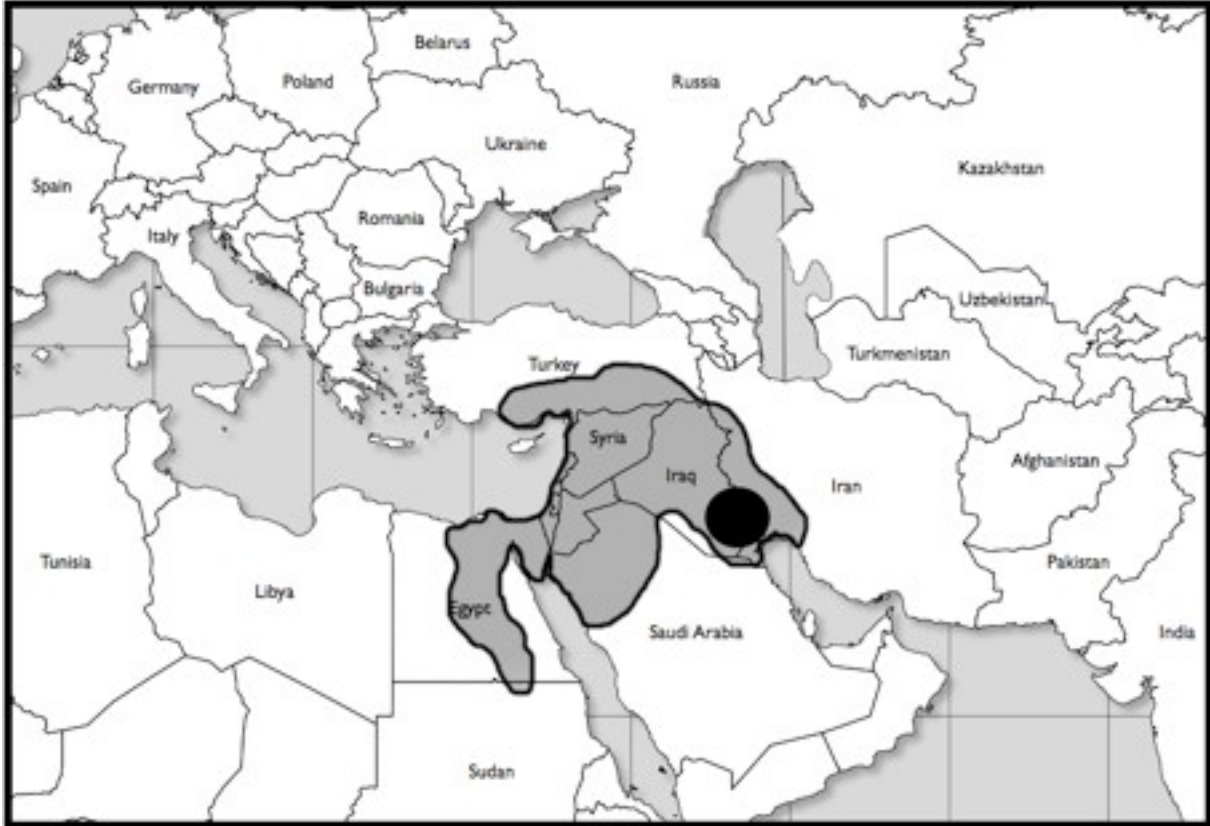 Belarus
Germany
Poland
Russia
Ukraine
Kazakhstan
Spain
Romania
Italy
Bulgaria
Uzbekistan
Turkmenistan
Turkey
Syria
Afghanistan
Iraq
Iran
Tunisia
Pakistan
Libya
Egypt
Saudi Arabia
India
Sudan